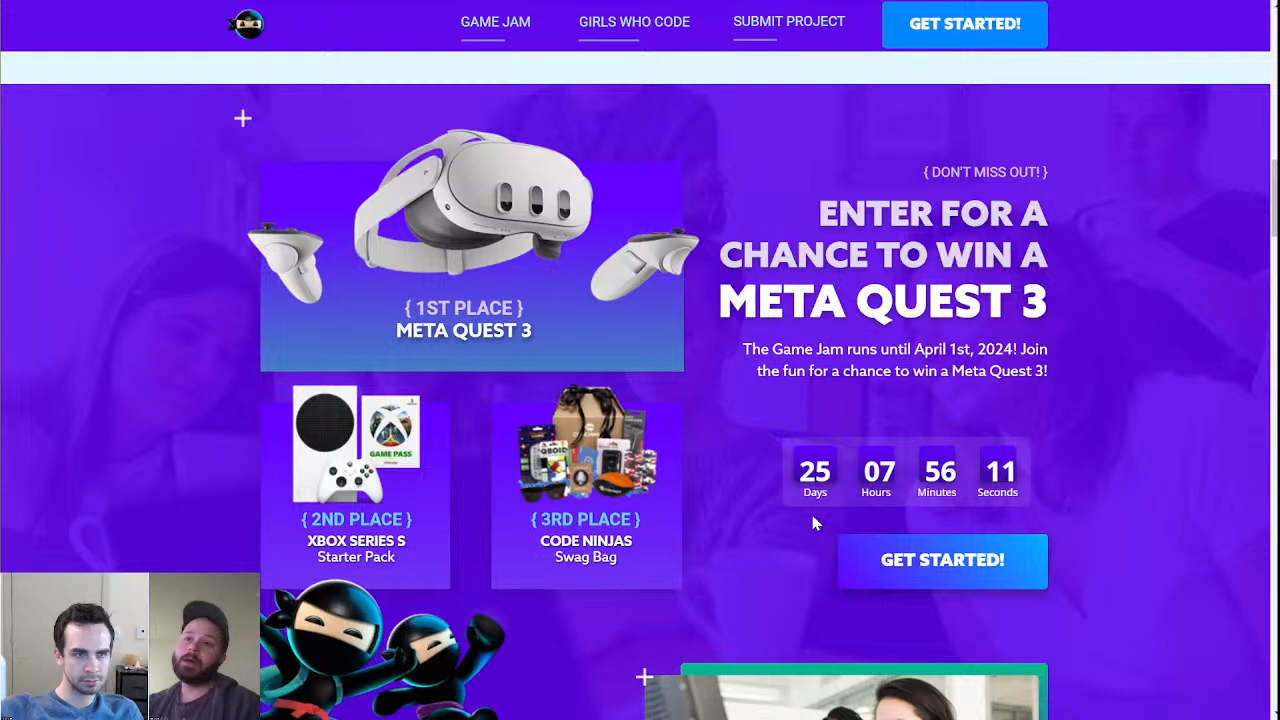 GAME JAM
GIRLS WHO CODE
SUBMIT PROJECT
GET STARTED!
{ DON'T MISS OUT! }
ENTER FOR A
CHANCE TO WIN A
META QUEST 3
The Game Jam runs until April 1st, 2024! Join
the fun for a chance to win a Meta Quest 3!
{ 1ST PLACE }
META QUEST 3
GAME PASS
{ 2ND PLACE }
XBOX SERIES S
Starter Pack
{ 3RD PLACE }
CODE NINJAS
Swag Bag
25 07 56 11
Days Hours Minutes Seconds
GET STARTED!